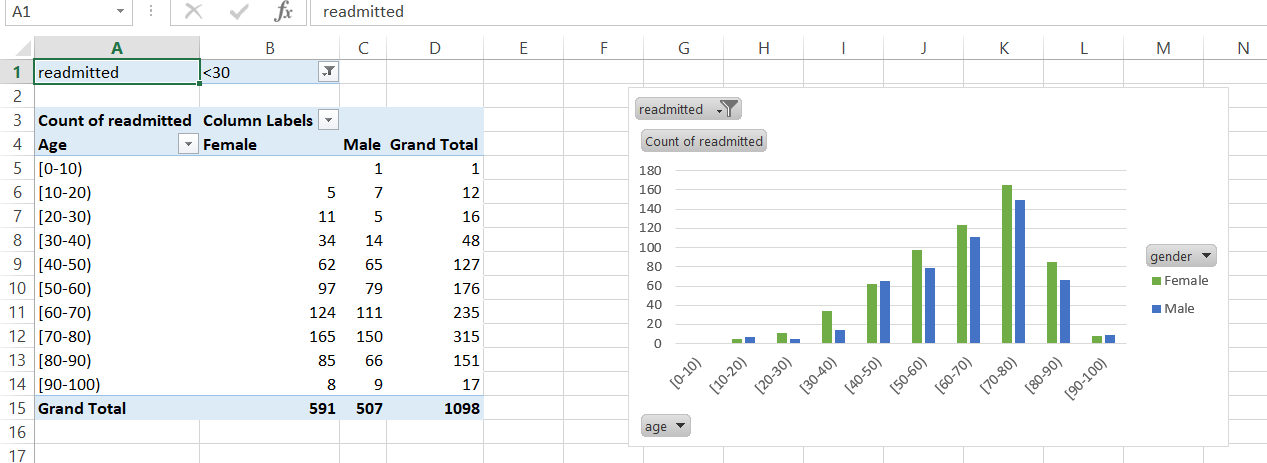 A1 fx readmitted
A B C D E F G H I J K L M N
1 readmitted <30
2
3 Count of readmitted Column Labels
4 Age Female Male Grand Total
5 [0-10) 1 1
6 [10-20) 5 7 12
7 [20-30) 11 5 16
8 [30-40) 34 14 48
9 [40-50) 62 65 127
10 [50-60) 97 79 176
11 [60-70) 124 111 235
12 [70-80) 165 150 315
13 [80-90) 85 66 151
14 [90-100) 8 9 17
15 Grand Total 591 507 1098
16
17
readmitted
Count of readmitted
180
160
140
120
100
80
60
40
20
0
[0-10) [10-20) [20-30) [30-40) [40-50) [50-60) [60-70) [70-80) [80-90) [90-100)
gender
Female
Male
age